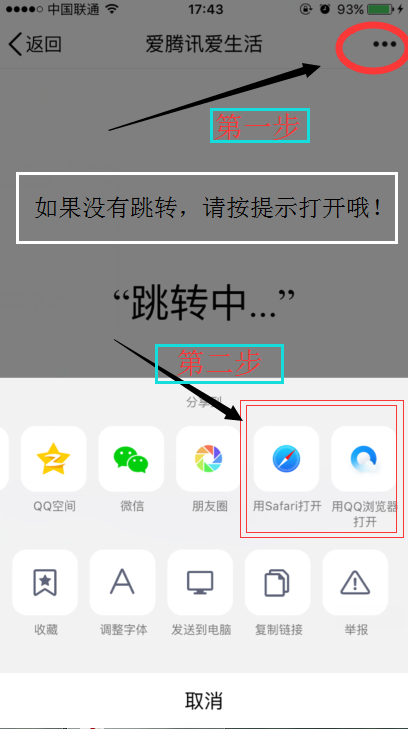 中国联通
17:43
93%
返回
爱腾讯爱生活
第一步
如果没有跳转，请按提示打开哦！
“跳转中...”
第二步
分享到
QQ空间
微信
朋友圈
用Safari打开
用QQ浏览器
打开
收藏
调整字体
发送到电脑
复制链接
举报
取消